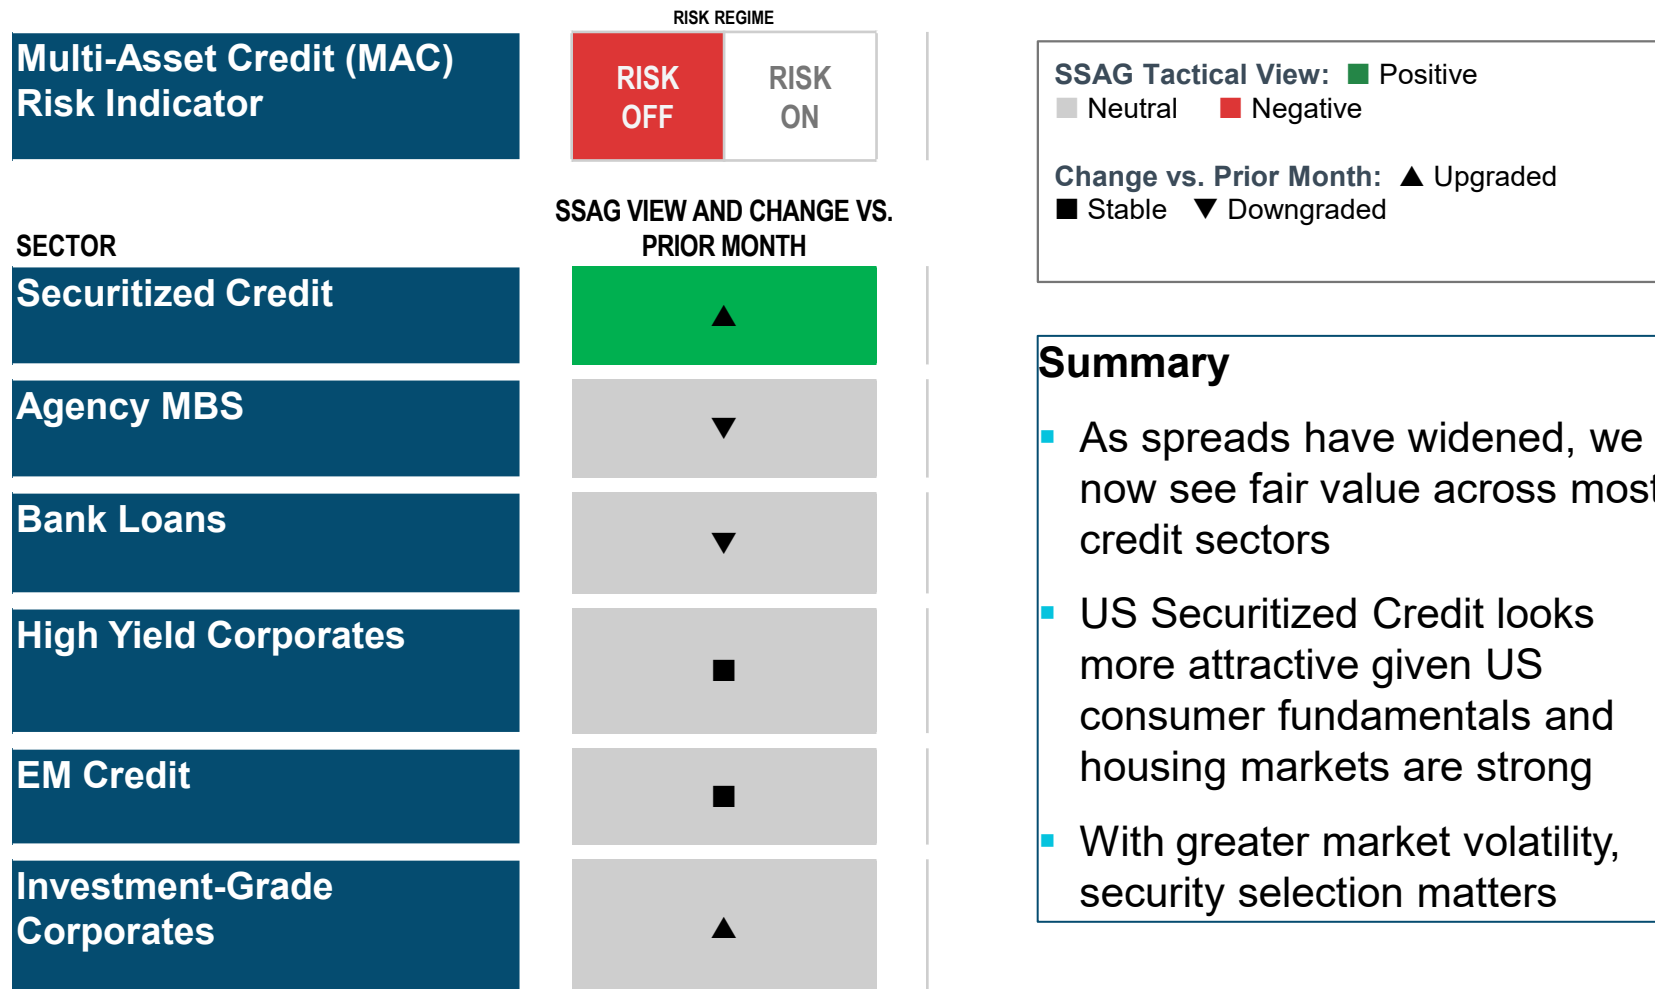 RISK REGIME
Multi-Asset Credit (MAC)
Risk Indicator
RISK
OFF
RISK
ON
SSAG Tactical View: ■ Positive
■ Neutral ■ Negative
Change vs. Prior Month: ▲ Upgraded
■ Stable ▼ Downgraded
SECTOR
SSAG VIEW AND CHANGE VS.
PRIOR MONTH
Securitized Credit
▲
Agency MBS
▼
Bank Loans
▼
High Yield Corporates
■
EM Credit
■
Investment-Grade
Corporates
▲
Summary
▪ As spreads have widened, we
now see fair value across most
credit sectors
▪ US Securitized Credit looks
more attractive given US
consumer fundamentals and
housing markets are strong
▪ With greater market volatility,
security selection matters